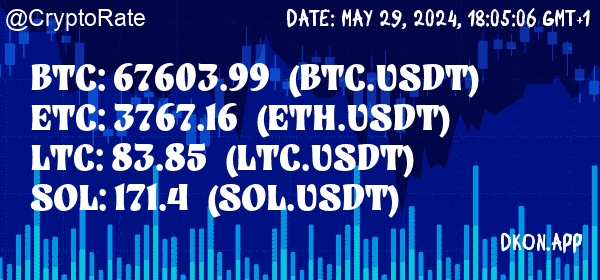 @CryptoRate
DATE: MAY 29, 2024, 18:05:06 GMT+1
BTC: 67603.99 (BTC.USDT)
ETC: 3767.16 (ETH.USDT)
LTC: 83.85 (LTC.USDT)
SOL: 171.4 (SOL.USDT)
DKON.APP